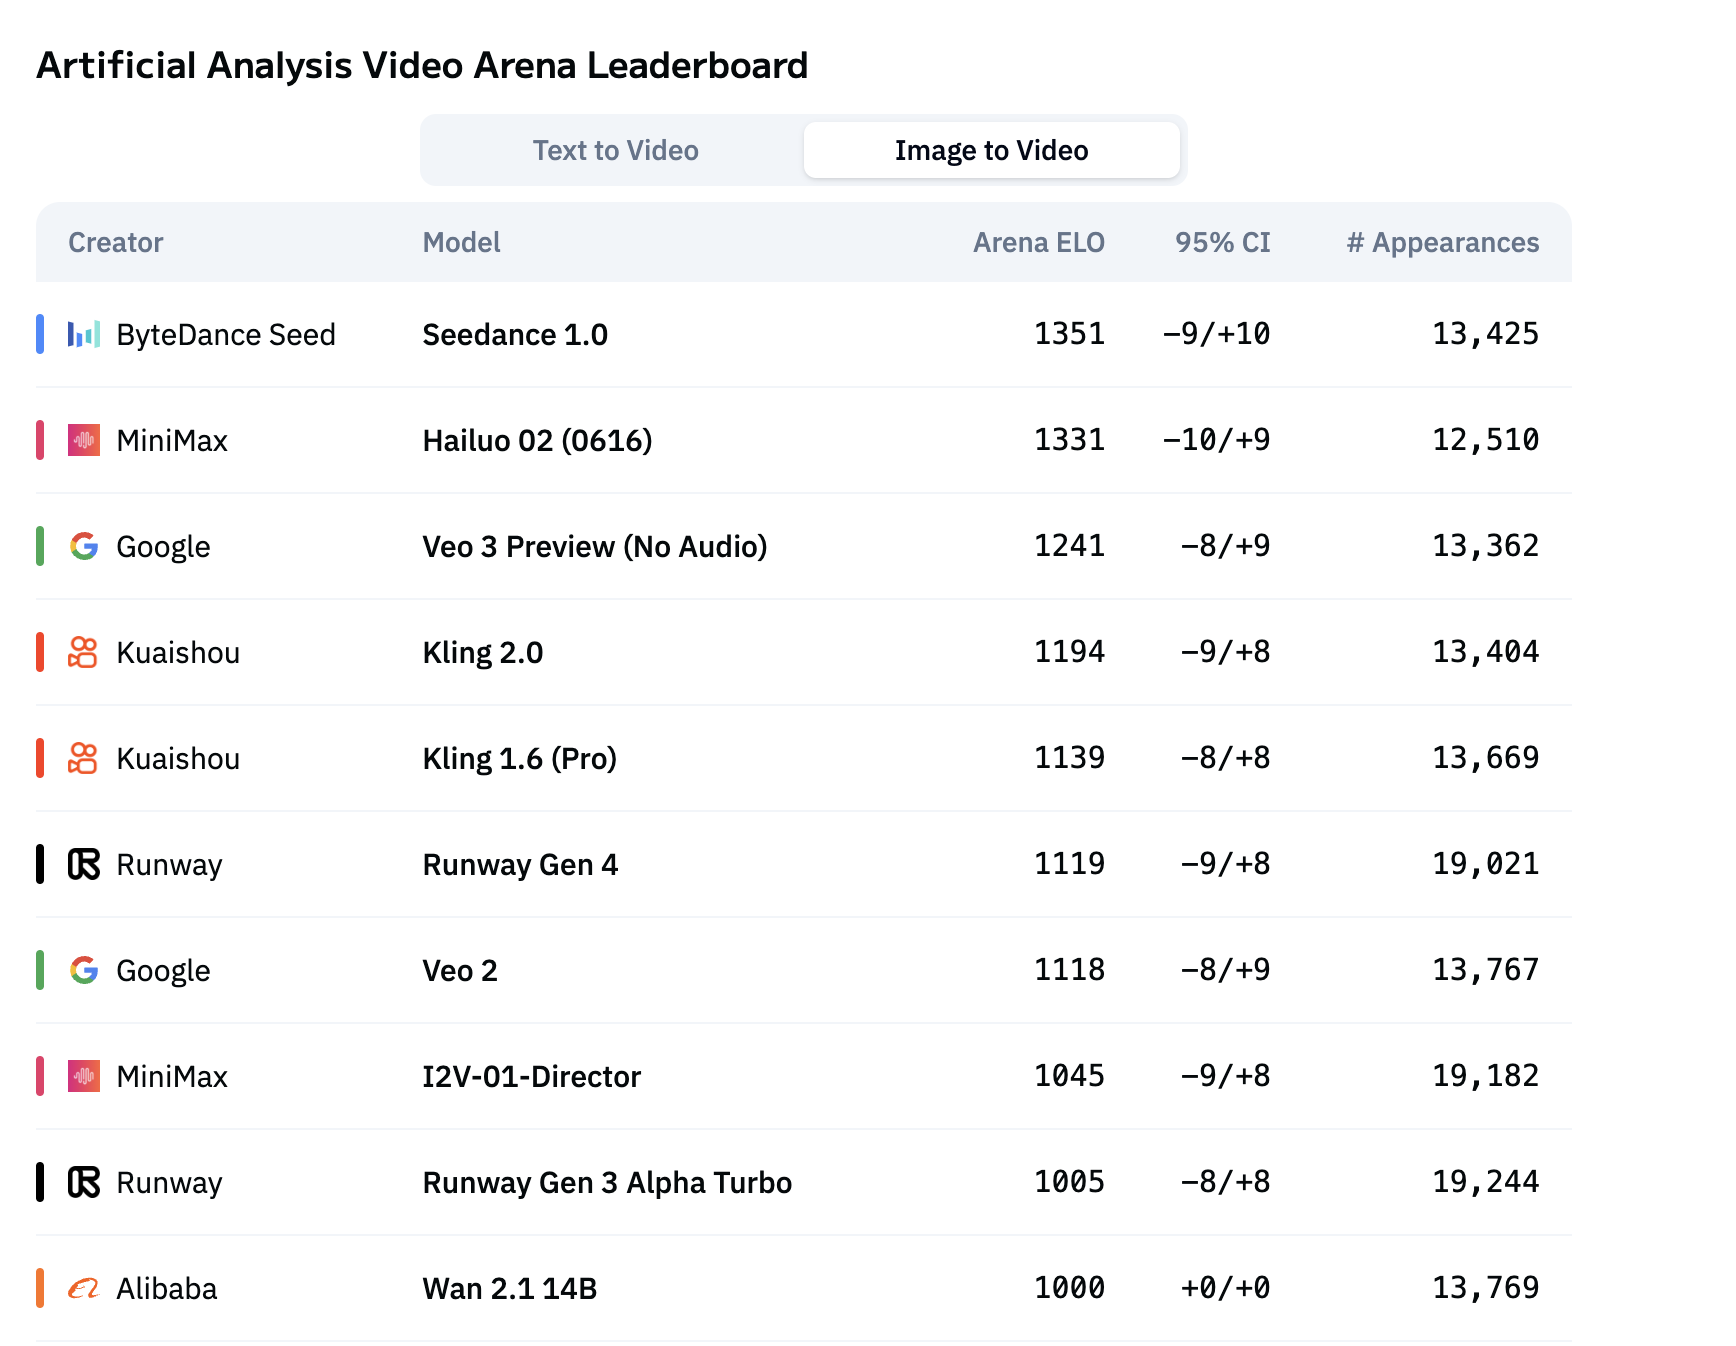 Artificial Analysis Video Arena Leaderboard
Text to Video Image to Video
Creator Model Arena ELO 95% CI # Appearances
ByteDance Seed Seedance 1.0 1351 −9/+10 13,425
MiniMax Hailuo 02 (0616) 1331 −10/+9 12,510
Google Veo 3 Preview (No Audio) 1241 −8/+9 13,362
Kuaishou Kling 2.0 1194 −9/+8 13,404
Kuaishou Kling 1.6 (Pro) 1139 −8/+8 13,669
Runway Runway Gen 4 1119 −9/+8 19,021
Google Veo 2 1118 −8/+9 13,767
MiniMax I2V-01-Director 1045 −9/+8 19,182
Runway Runway Gen 3 Alpha Turbo 1005 −8/+8 19,244
Alibaba Wan 2.1 14B 1000 +0/+0 13,769